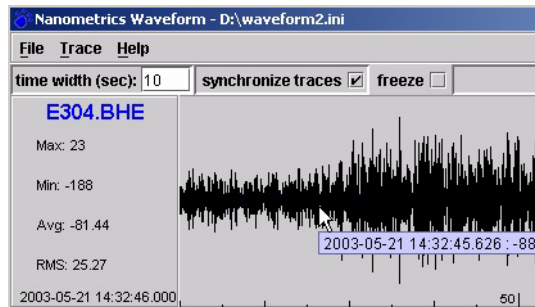 Nanometrics Waveform - D:\waveform2.ini
File Trace Help
time width (sec): 10 synchronize traces freeze
E304.BHE
Max: 23
Min: -188
Avg: -81.44
2003-05-21 14:32:45.626 : -88
RMS: 25.27
2003-05-21 14:32:46.000
50